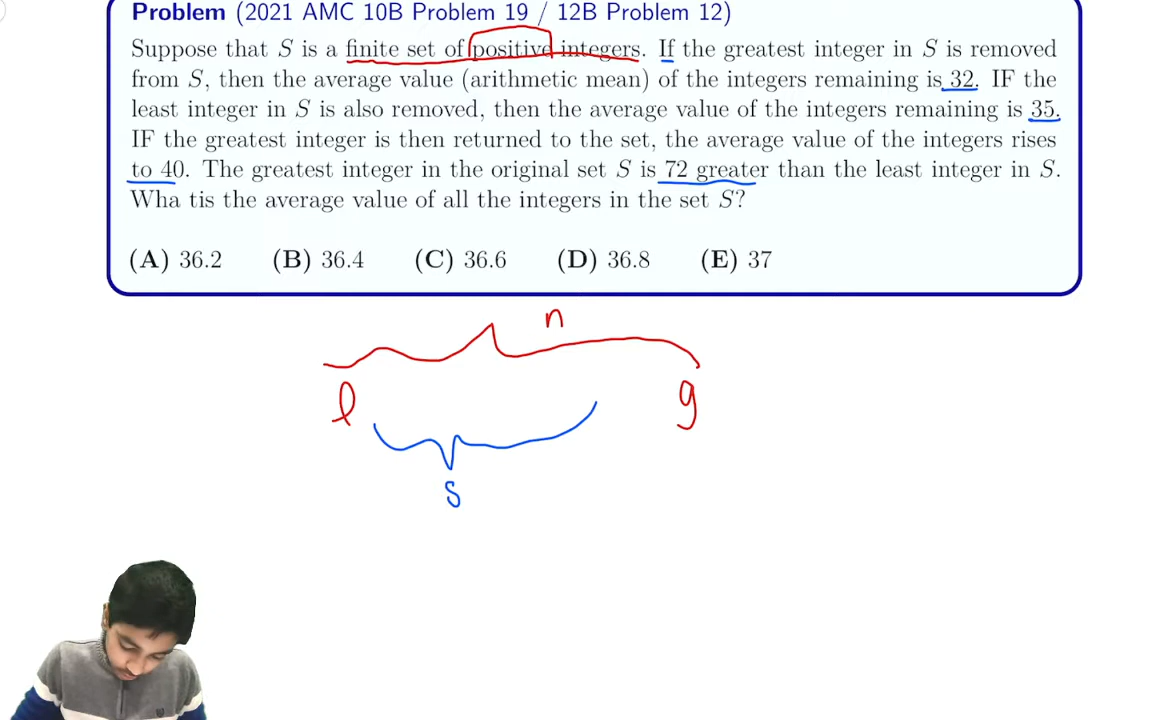 Problem (2021 AMC 10B Problem 19 / 12B Problem 12)
Suppose that S is a finite set of positive integers. If the greatest integer in S is removed
from S, then the average value (arithmetic mean) of the integers remaining is 32. IF the
least integer in S is also removed, then the average value of the integers remaining is 35.
IF the greatest integer is then returned to the set, the average value of the integers rises
to 40. The greatest integer in the original set S is 72 greater than the least integer in S.
Wha tis the average value of all the integers in the set S?
(A) 36.2 (B) 36.4 (C) 36.6 (D) 36.8 (E) 37
n
l g
s